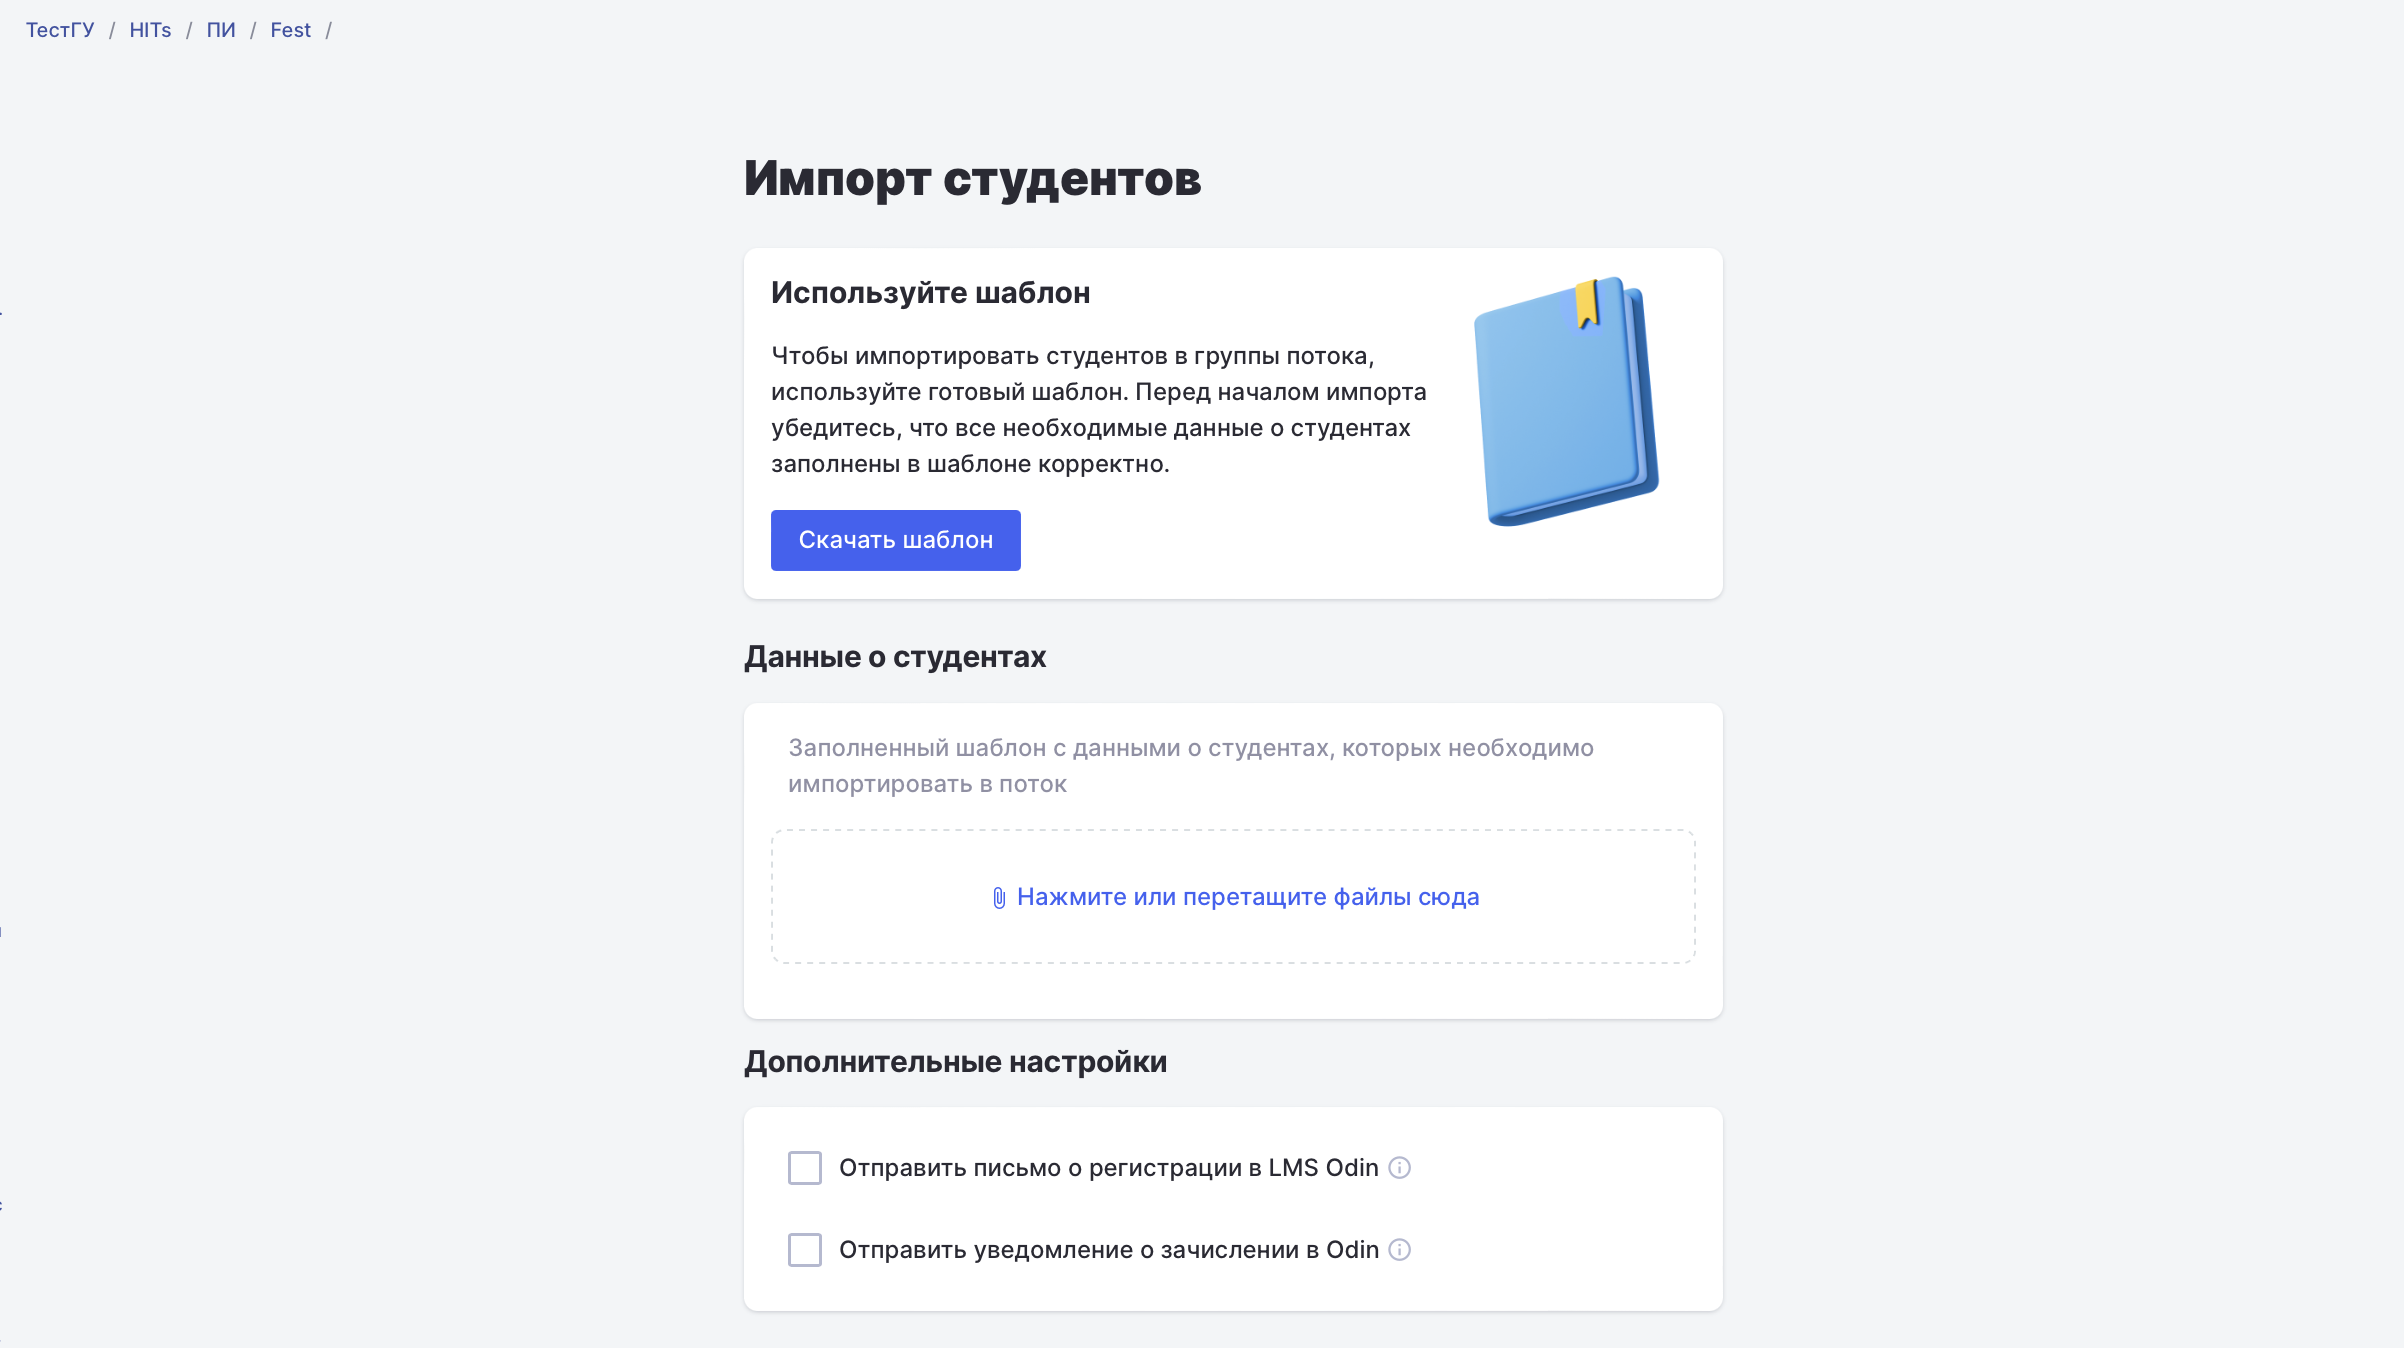 ТестГУ / HITs / ПИ / Fest /
Импорт студентов
Используйте шаблон
Чтобы импортировать студентов в группы потока,
используйте готовый шаблон. Перед началом импорта
убедитесь, что все необходимые данные о студентах
заполнены в шаблоне корректно.
Скачать шаблон
Данные о студентах
Заполненный шаблон с данными о студентах, которых необходимо
импортировать в поток
Нажмите или перетащите файлы сюда
Дополнительные настройки
Отправить письмо о регистрации в LMS Odin
Отправить уведомление о зачислении в Odin